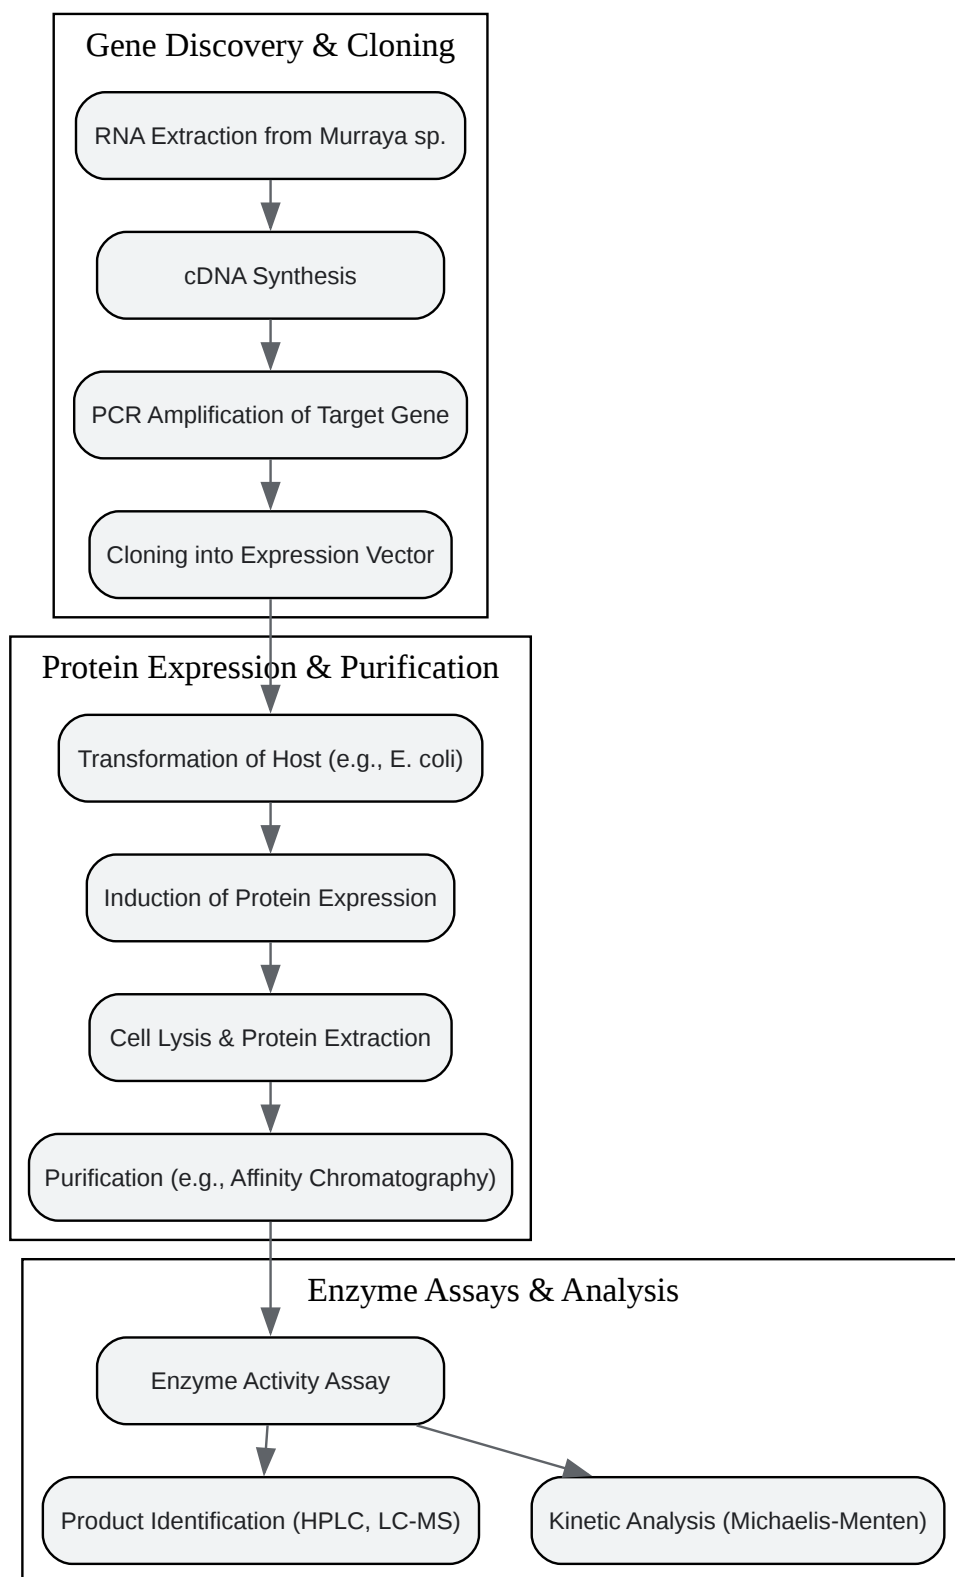 Gene Discovery & Cloning
RNA Extraction from Murraya sp.
cDNA Synthesis
PCR Amplification of Target Gene
Cloning into Expression Vector
Protein Expression & Purification
Transformation of Host (e.g., E. coli)
Induction of Protein Expression
Cell Lysis & Protein Extraction
Purification (e.g., Affinity Chromatography)
Enzyme Assays & Analysis
Enzyme Activity Assay
Product Identification (HPLC, LC-MS)
Kinetic Analysis (Michaelis-Menten)